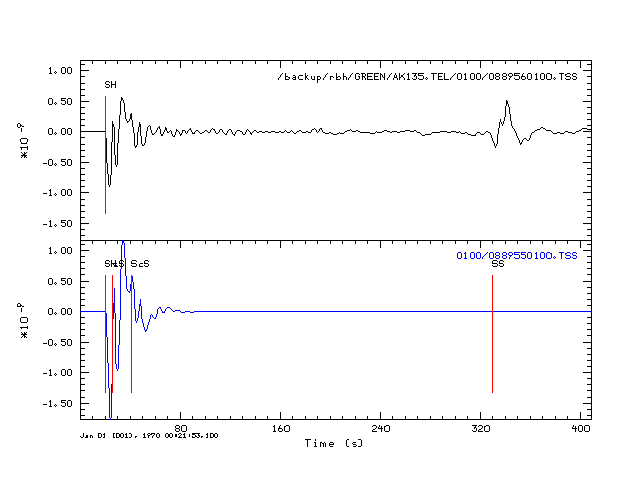 /backup/rbh/GREEN/AK135.TEL/0100/0889560100.TSS
SH
1.00
0.50
0.00
-0.50
-1.00
-1.50
*10 -9
0100/0889550100.TSS
SS
1.00
0.50
0.00
-0.50
-1.00
-1.50
*10 -9
ScS
80
160
240
320
400
Jan 01 (001), 1970 00:21:53.100
Time (s)